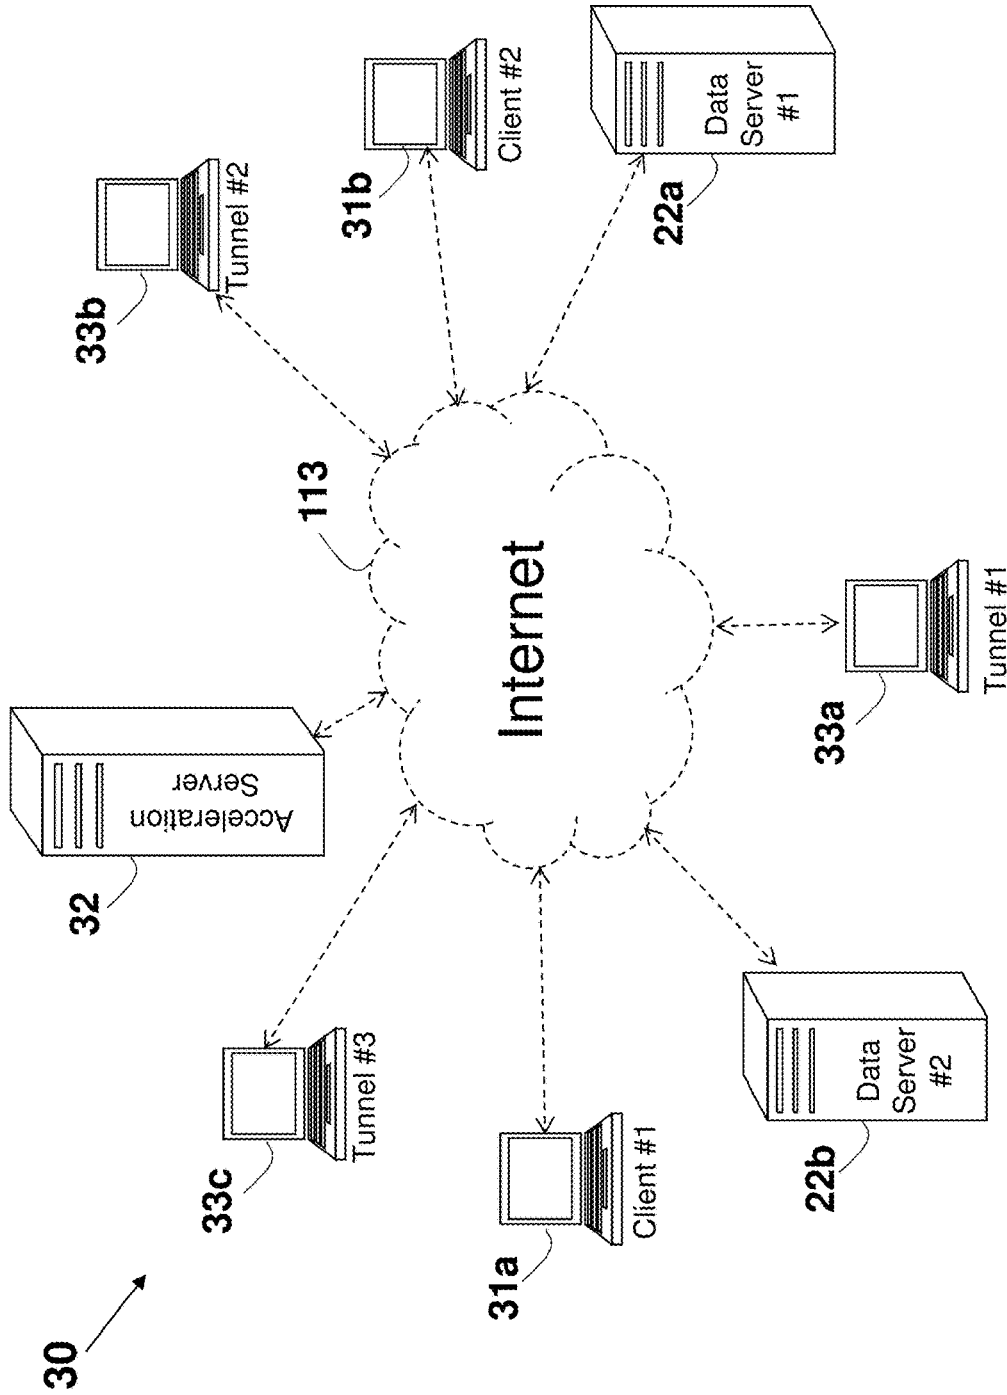 30
33c
Tunnel #3
32
Acceleration
Server
33b
Tunnel #2
113
31b
Client #2
31a
Client #1
Internet
22a
Data
Server
#1
22b
Data
Server
#2
33a
Tunnel #1